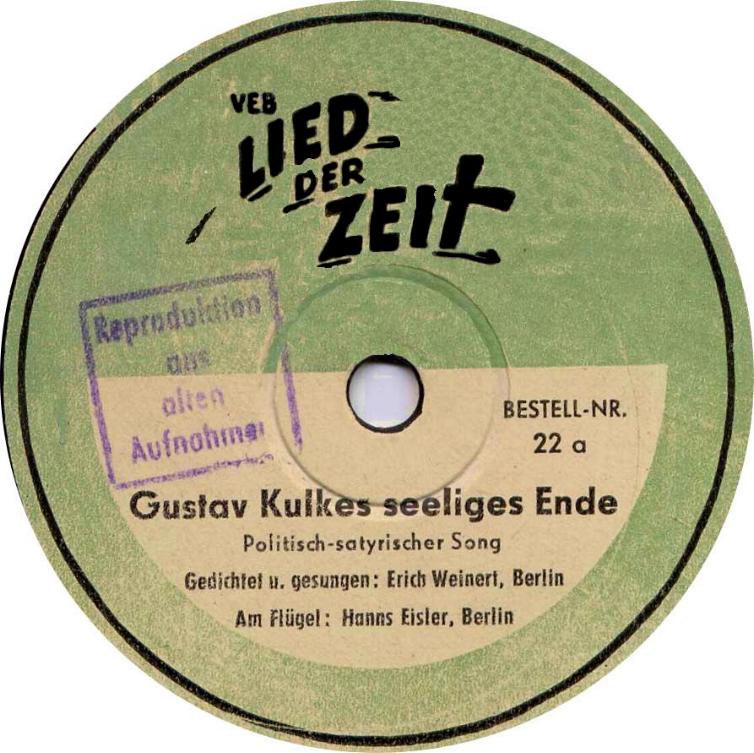 VEB
LIED
DER
ZEIT
Reproduktion
aus
alten
Aufnahmen
BESTELL-NR.
22 a
Gustav Kulkes seeliges Ende
Politisch-satyrischer Song
Gedichtet u. gesungen: Erich Weinert, Berlin
Am Flügel: Hanns Eisler, Berlin